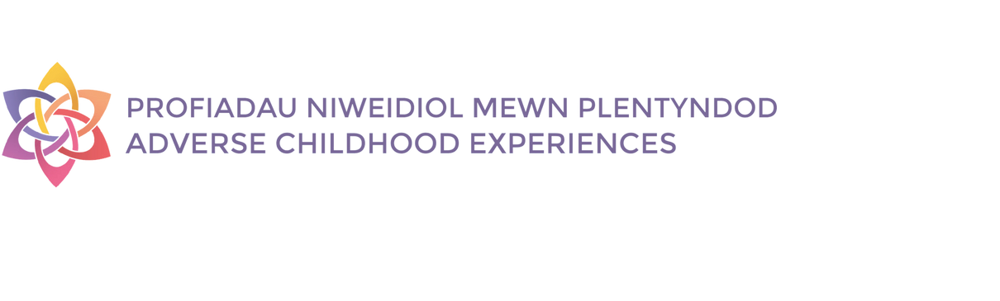 PROFIADAU NIWEIDIOL MEWN PLENTYNDOD
ADVERSE CHILDHOOD EXPERIENCES